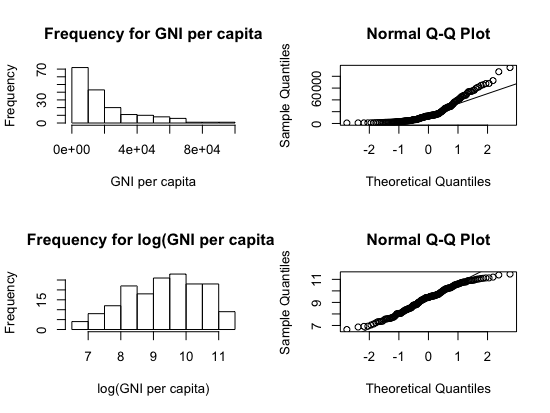 Frequency for GNI per capita
Frequency
0 30 70
0e+00 4e+04 8e+04
GNI per capita
Normal Q-Q Plot
Sample Quantiles
0 60000
-2 -1 0 1 2
Theoretical Quantiles
Frequency for log(GNI per capita
Frequency
0 15
7 8 9 10 11
log(GNI per capita)
Normal Q-Q Plot
Sample Quantiles
7 9 11
-2 -1 0 1 2
Theoretical Quantiles